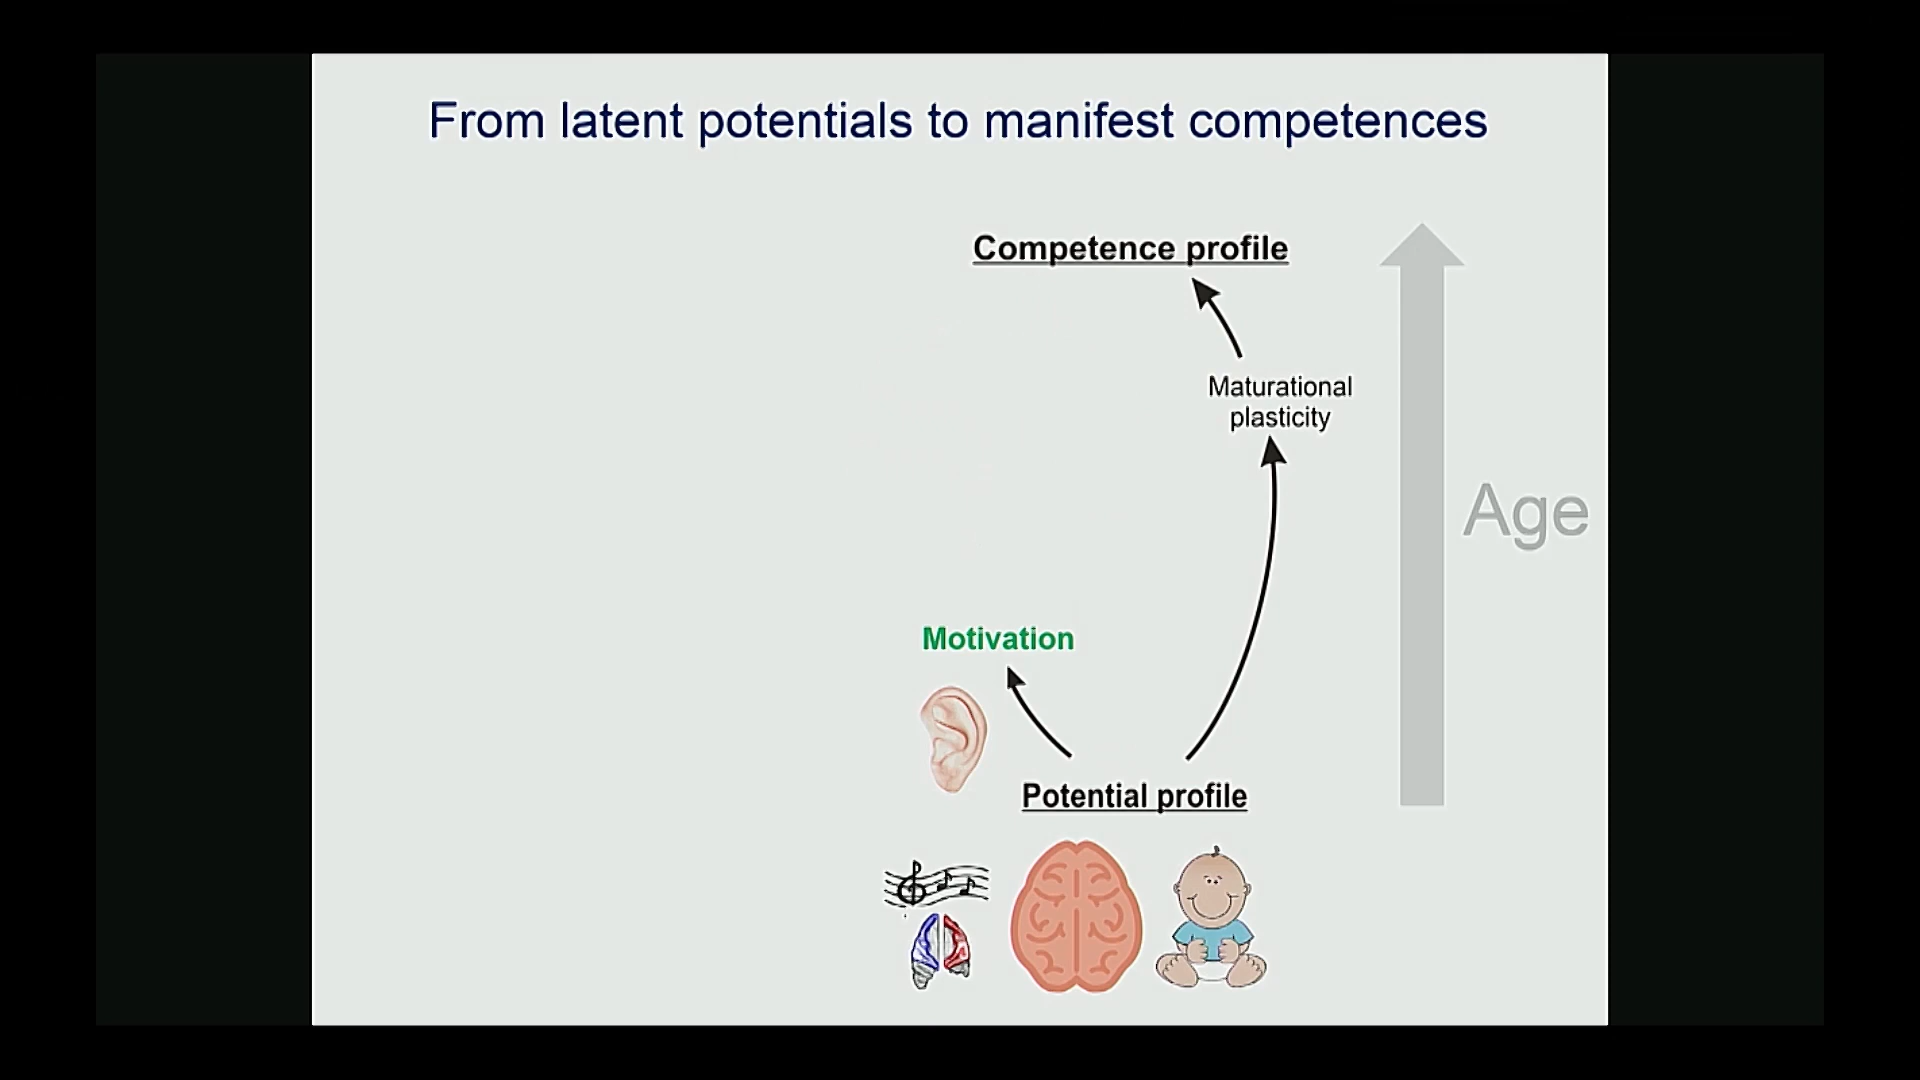 From latent potentials to manifest competences
Competence profile
Maturational
plasticity
Age
Motivation
Potential profile